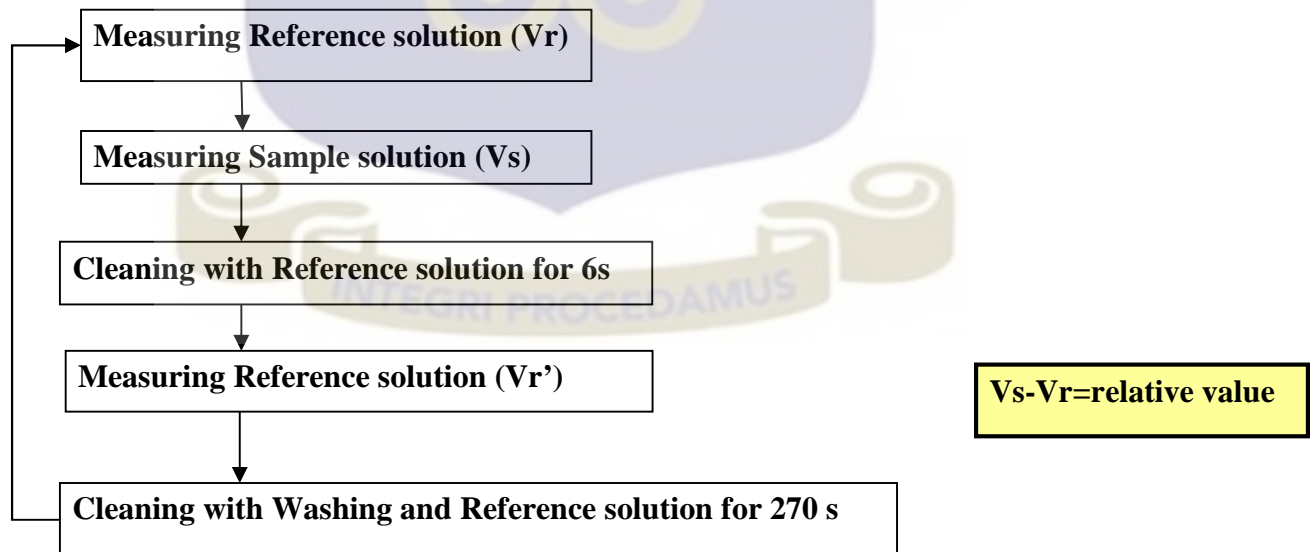 Measuring Reference solution (Vr)
Measuring Sample solution (Vs)
Cleaning with Reference solution for 6s
INTEGRI PROCEDAMUS
Measuring Reference solution (Vr’)
Vs-Vr=relative value
Cleaning with Washing and Reference solution for 270 s